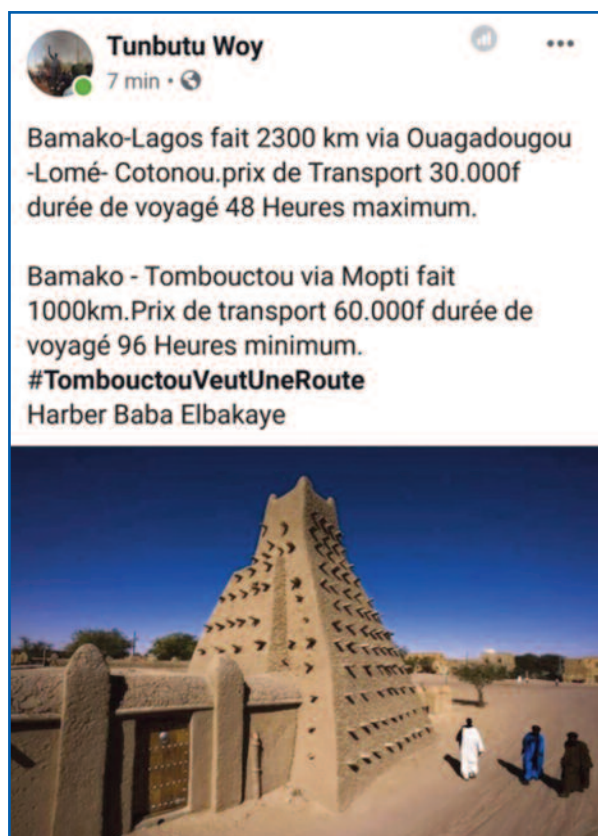 Tunbutu Woy
7 min •
Bamako-Lagos fait 2300 km via Ouagadougou
-Lomé- Cotonou.prix de Transport 30.000f
durée de voyagé 48 Heures maximum.
Bamako - Tombouctou via Mopti fait
1000km.Prix de transport 60.000f durée de
voyagé 96 Heures minimum.
#TombouctouVeutUneRoute
Harber Baba Elbakaye